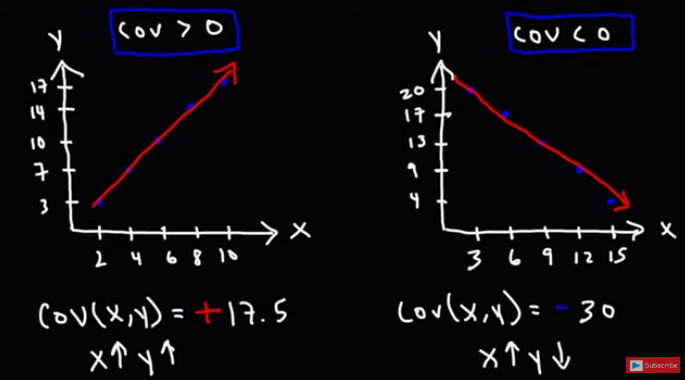 COV > 0
Y
17
14
10
7
3
2 4 6 8 10
X
COV(X,Y) = + 17.5
X↑ Y↑
COV < 0
Y
20
17
13
9
4
3 6 9 12 15
X
COV(X,Y) = - 30
X↑ Y↓
Subscribe